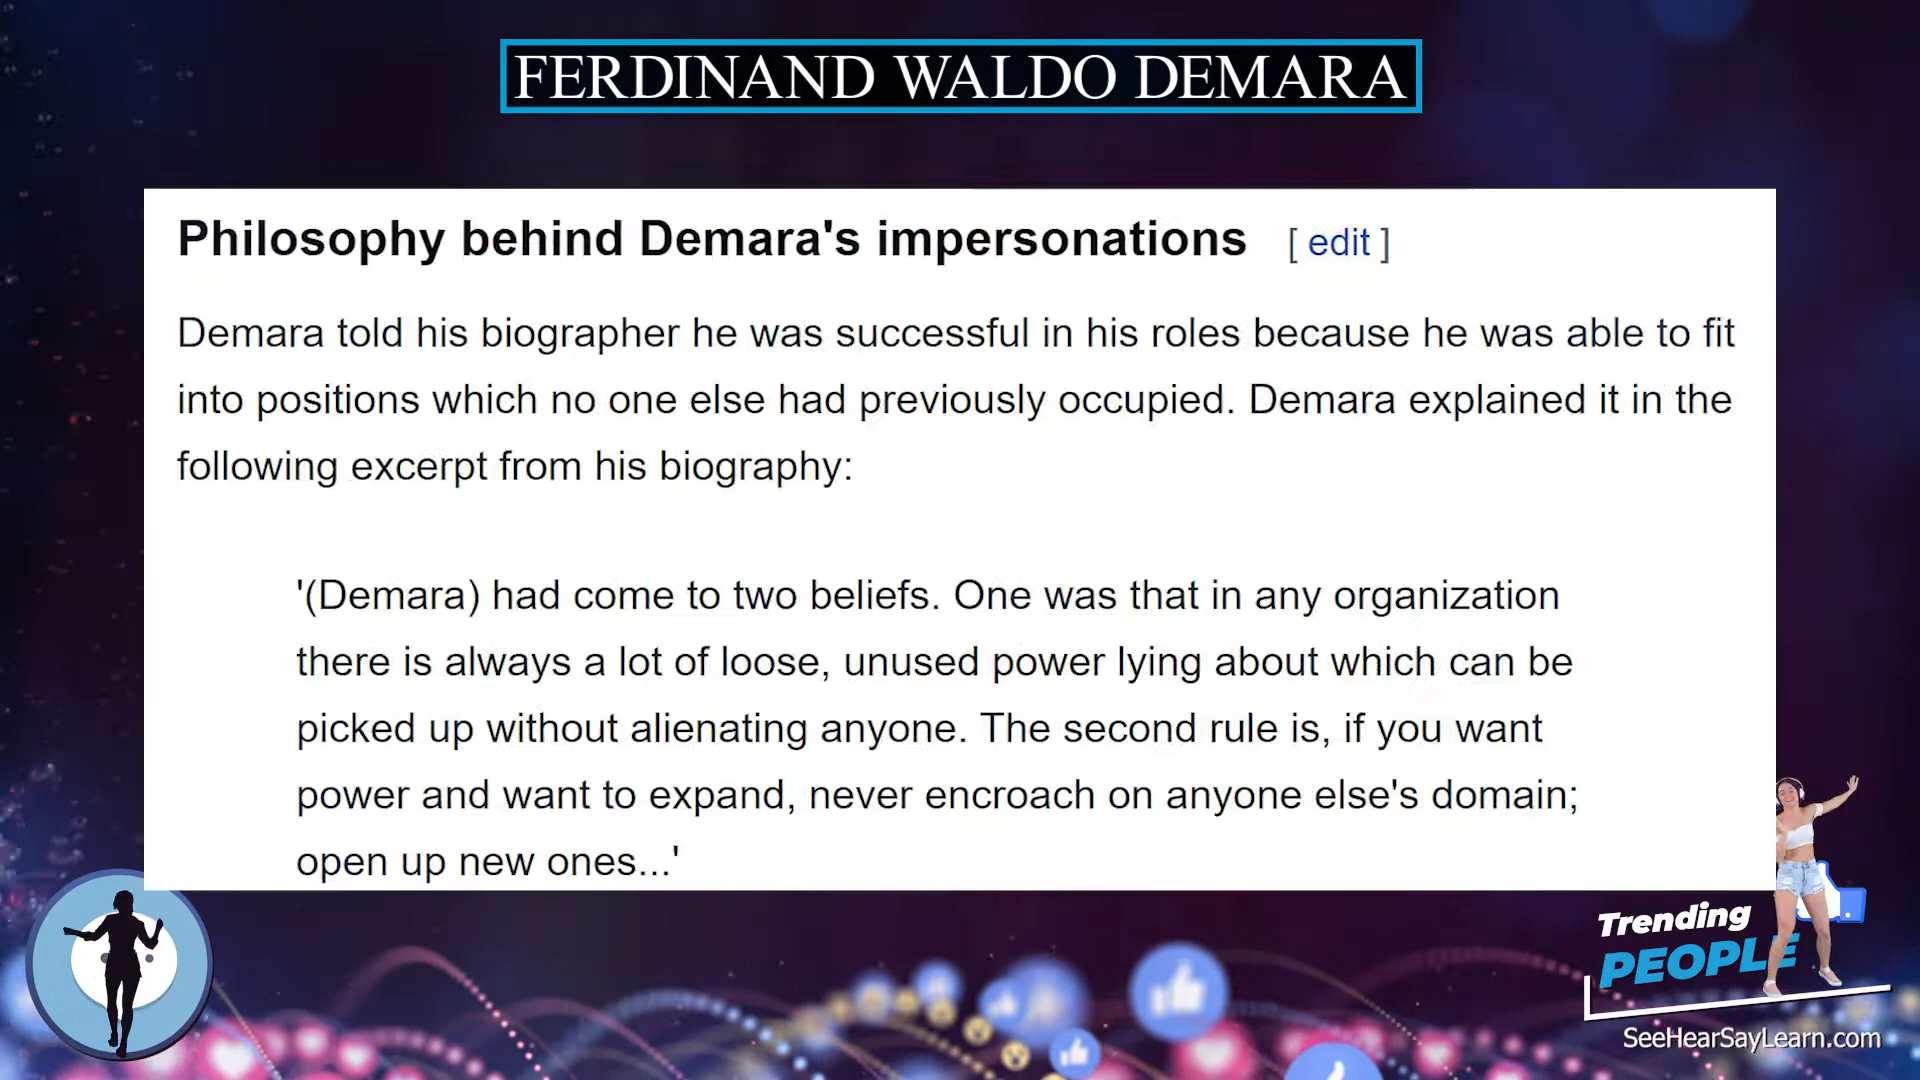 FERDINAND WALDO DEMARA
Philosophy behind Demara's impersonations [ edit ]
Demara told his biographer he was successful in his roles because he was able to fit
into positions which no one else had previously occupied. Demara explained it in the
following excerpt from his biography:
'(Demara) had come to two beliefs. One was that in any organization
there is always a lot of loose, unused power lying about which can be
picked up without alienating anyone. The second rule is, if you want
power and want to expand, never encroach on anyone else's domain;
open up new ones...'
Trending
PEOPLE
SeeHearSayLearn.com